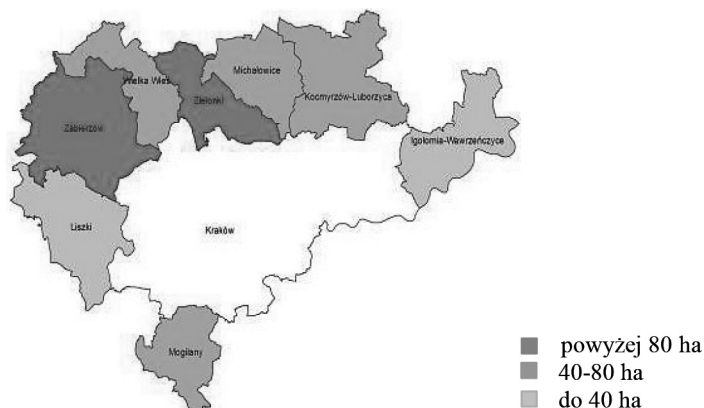 Wielka Wieś
Zielonki
Michałowice
Kocmyrzów-Luborzyca
Zabierzów
Igołomia-Wawrzeńczyce
Liszki
Kraków
Mogilany
powyżej 80 ha
40-80 ha
do 40 ha